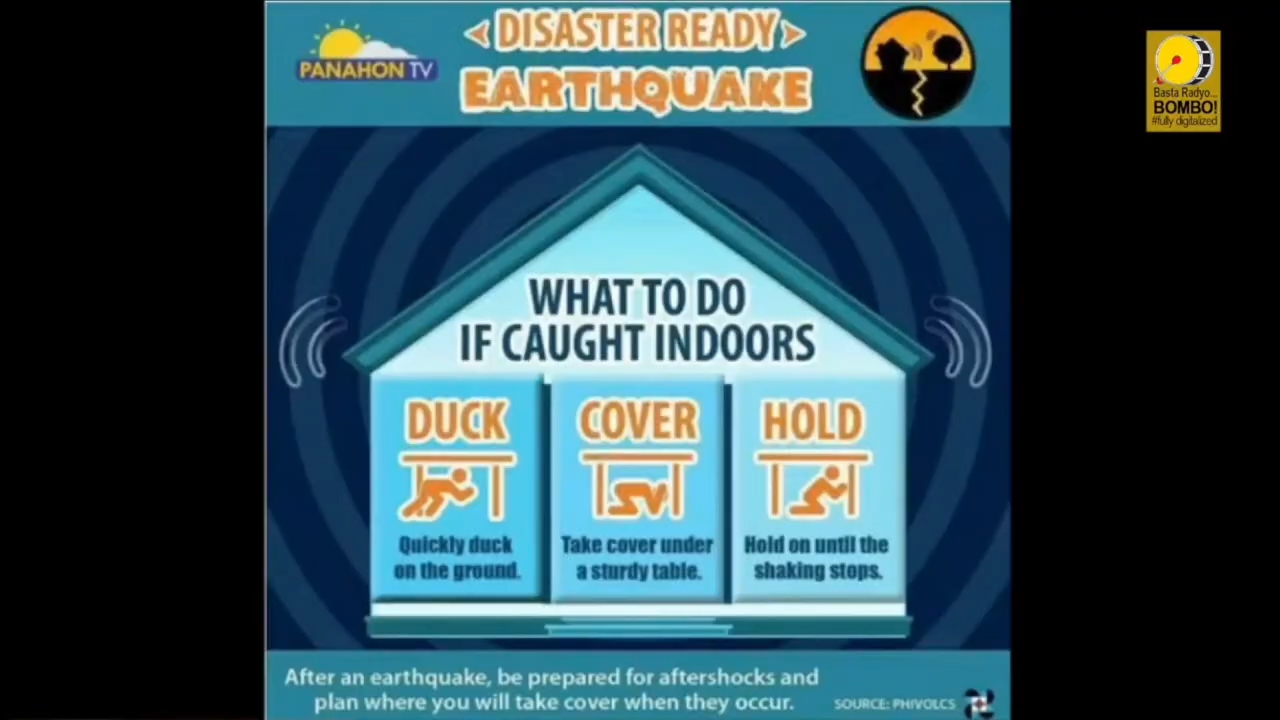 DISASTER READY
PANAHON TV
EARTHQUAKE
Basta Radyo...
BOMBO!
#fully digitalized
WHAT TO DO
IF CAUGHT INDOORS
DUCK
Quickly duck
on the ground.
COVER
Take cover under
a sturdy table.
HOLD
Hold on until the
shaking stops.
After an earthquake, be prepared for aftershocks and
plan where you will take cover when they occur.
SOURCE: PHIVOLCS